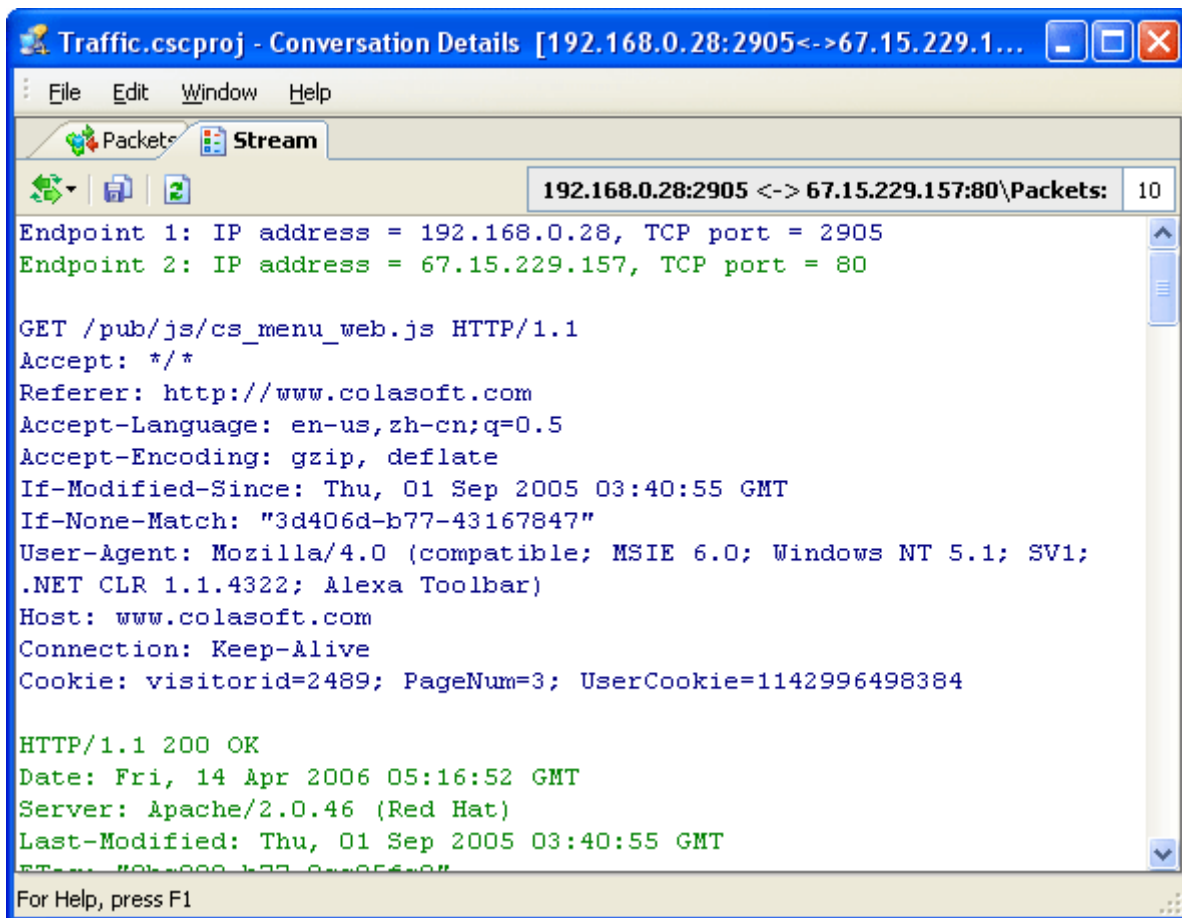 Traffic.cscproj - Conversation Details [192.168.0.28:2905<->67.15.229.1...
File Edit Window Help
Packets Stream
192.168.0.28:2905 <-> 67.15.229.157:80\Packets: 10
Endpoint 1: IP address = 192.168.0.28, TCP port = 2905
Endpoint 2: IP address = 67.15.229.157, TCP port = 80
GET /pub/js/cs_menu_web.js HTTP/1.1
Accept: */*
Referer: http://www.colasoft.com
Accept-Language: en-us,zh-cn;q=0.5
Accept-Encoding: gzip, deflate
If-Modified-Since: Thu, 01 Sep 2005 03:40:55 GMT
If-None-Match: "3d406d-b77-43167847"
User-Agent: Mozilla/4.0 (compatible; MSIE 6.0; Windows NT 5.1; SV1;
.NET CLR 1.1.4322; Alexa Toolbar)
Host: www.colasoft.com
Connection: Keep-Alive
Cookie: visitorid=2489; PageNum=3; UserCookie=1142996498384
HTTP/1.1 200 OK
Date: Fri, 14 Apr 2006 05:16:52 GMT
Server: Apache/2.0.46 (Red Hat)
Last-Modified: Thu, 01 Sep 2005 03:40:55 GMT
For Help, press F1